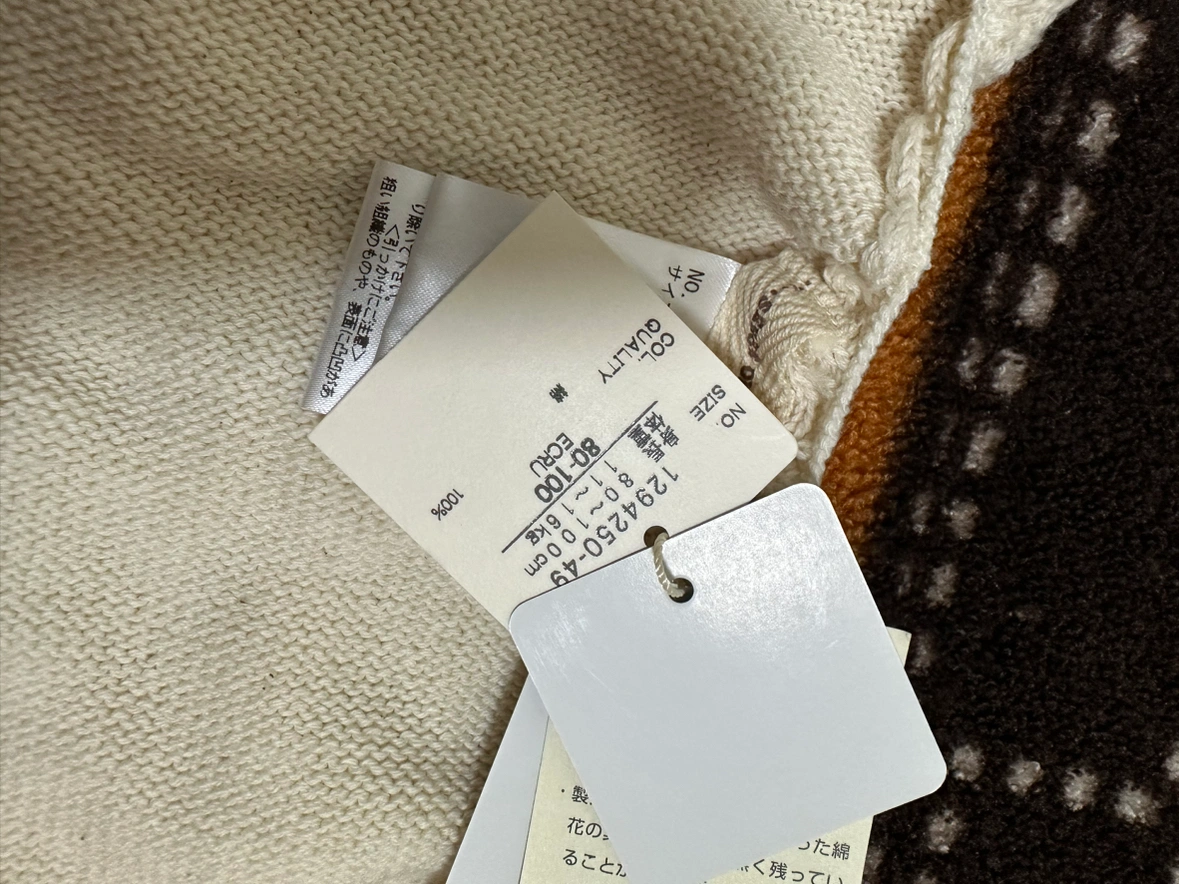 粗い組織のものや、表面に凸凹があ
<引っかけにご注意>
り除いて下さい。
NO.
サイ
NO. 1294250-49
SIZE
身長 80~100cm
体重 11~16kg
80-100
COL. ECRU
QUALITY
綿 100%
・製
花の
った綿
ることが
く残ってい